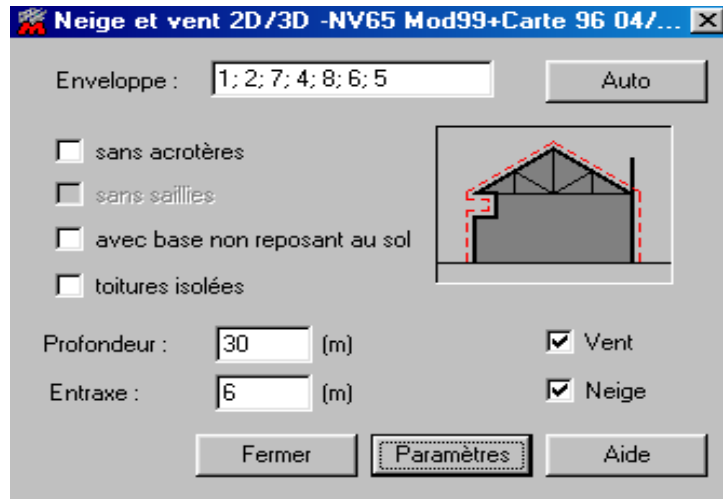 Neige et vent 2D/3D -NV65 Mod99+Carte 96 04/...
Enveloppe : 1; 2; 7; 4; 8; 6; 5 Auto
sans acrotères
sans saillies
avec base non reposant au sol
toitures isolées
Profondeur : 30 (m) Vent
Entraxe : 6 (m) Neige
Fermer Paramètres Aide